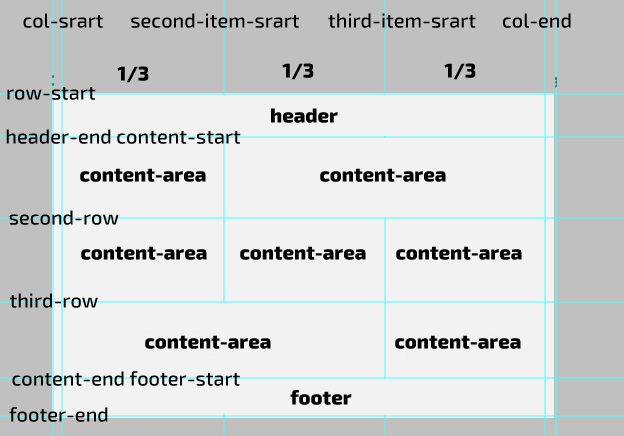 col-srart second-item-srart third-item-srart col-end
1/3 1/3 1/3
row-start
header
header-end content-start
content-area content-area
second-row
content-area content-area content-area
third-row
content-area content-area
content-end footer-start
footer
footer-end